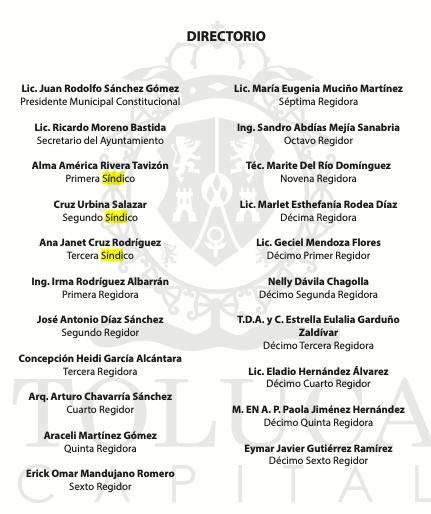 DIRECTORIO
Lic. Juan Rodolfo Sánchez Gómez
Presidente Municipal Constitucional
Lic. Ricardo Moreno Bastida
Secretario del Ayuntamiento
Alma América Rivera Tavizón
Primera Síndico
Cruz Urbina Salazar
Segundo Síndico
Ana Janet Cruz Rodríguez
Tercera Síndico
Ing. Irma Rodríguez Albarrán
Primera Regidora
José Antonio Díaz Sánchez
Segundo Regidor
Concepción Heidi García Alcántara
Tercera Regidora
Arq. Arturo Chavarría Sánchez
Cuarto Regidor
Araceli Martínez Gómez
Quinta Regidora
Erick Omar Mandujano Romero
Sexto Regidor
Lic. María Eugenia Muciño Martínez
Séptima Regidora
Ing. Sandro Abdías Mejía Sanabria
Octavo Regidor
Téc. Marite Del Río Domínguez
Novena Regidora
Lic. Marlet Esthefanía Rodea Díaz
Décima Regidora
Lic. Geciel Mendoza Flores
Décimo Primer Regidor
Nelly Dávila Chagolla
Décimo Segunda Regidora
T.D.A. y C. Estrella Eulalia Garduño
Zaldívar
Décimo Tercera Regidora
Lic. Eladio Hernández Álvarez
Décimo Cuarto Regidor
M. EN A. P. Paola Jiménez Hernández
Décimo Quinta Regidora
Eymar Javier Gutiérrez Ramírez
Décimo Sexto Regidor
TOLUCA
CAPITAL